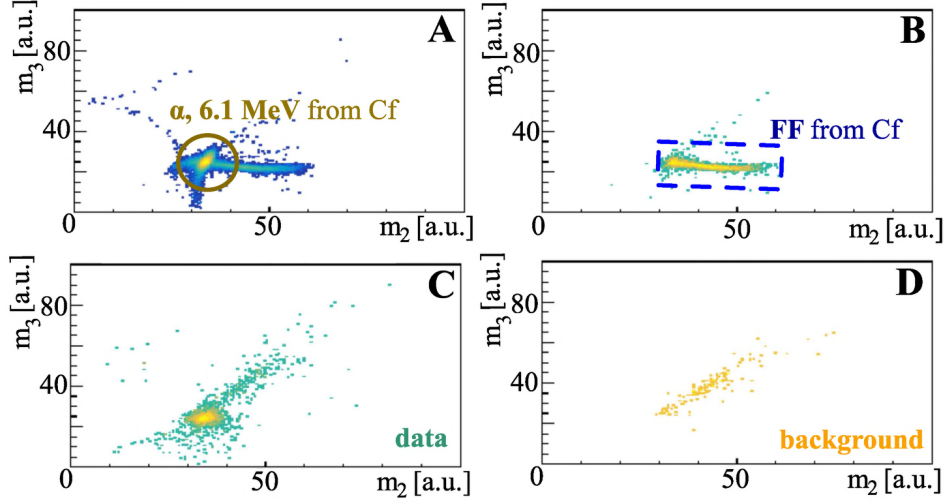 A
m₃ [a.u.]
80
40
0
50
m₂ [a.u.]
α, 6.1 MeV from Cf
B
m₃ [a.u.]
80
40
0
50
m₂ [a.u.]
FF from Cf
C
m₃ [a.u.]
80
40
0
50
m₂ [a.u.]
data
D
m₃ [a.u.]
80
40
0
50
m₂ [a.u.]
background